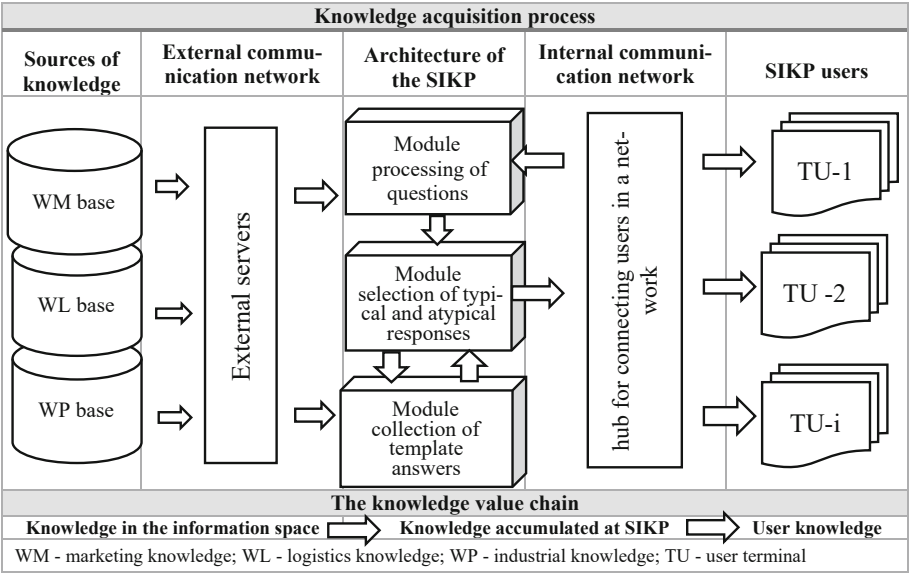 Knowledge acquisition process
Sources of
knowledge
External commu-
nication network
Architecture of
the SIKP
Internal communi-
cation network
SIKP users
WM base
WL base
WP base
External servers
Module
processing of
questions
Module
selection of typi-
cal and atypical
responses
Module
collection of
template
answers
hub for connecting users in a net-
work
TU-1
TU -2
TU-i
The knowledge value chain
Knowledge in the information space
Knowledge accumulated at SIKP
User knowledge
WM - marketing knowledge; WL - logistics knowledge; WP - industrial knowledge; TU - user terminal